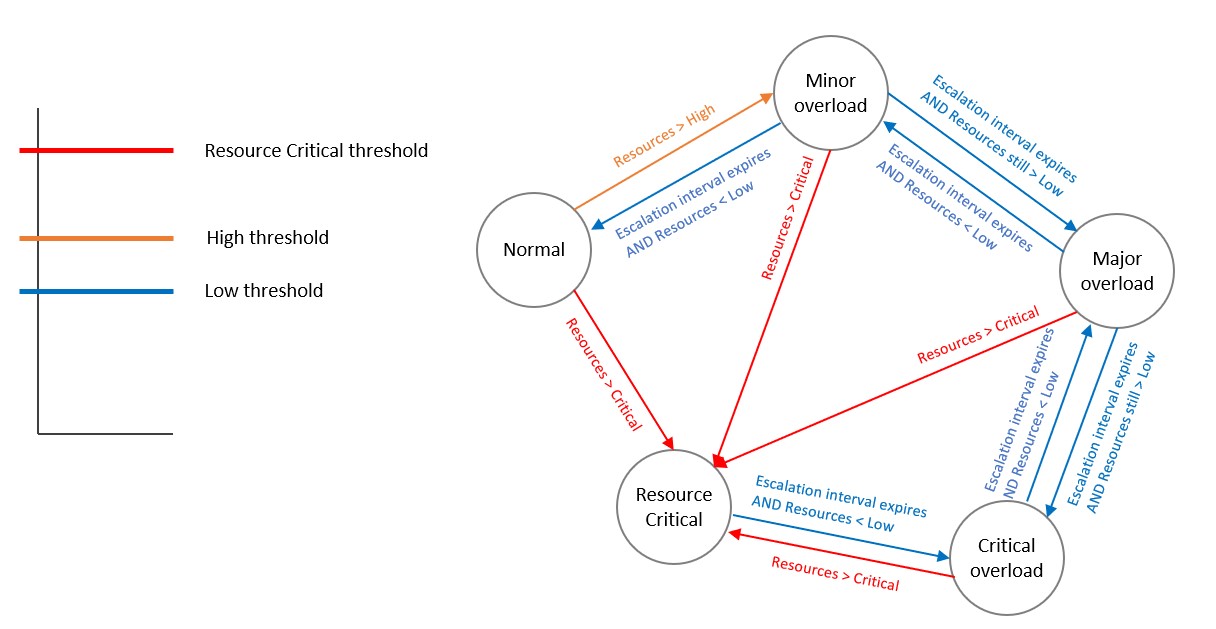 Resource Critical threshold
High threshold
Low threshold
Minor
overload
Escalation interval expires
AND Resources still > Low
Resources > High
Escalation interval expires
AND Resources < Low
Escalation interval expires
AND Resources < Low
Normal
Resources > Critical
Major
overload
Resources > Critical
Resources > Critical
Escalation interval expires
ND Resources < Low
Escalation interval expires
AND Resources still > Low
Resource
Critical
Escalation interval expires
AND Resources < Low
Resources > Critical
Critical
overload